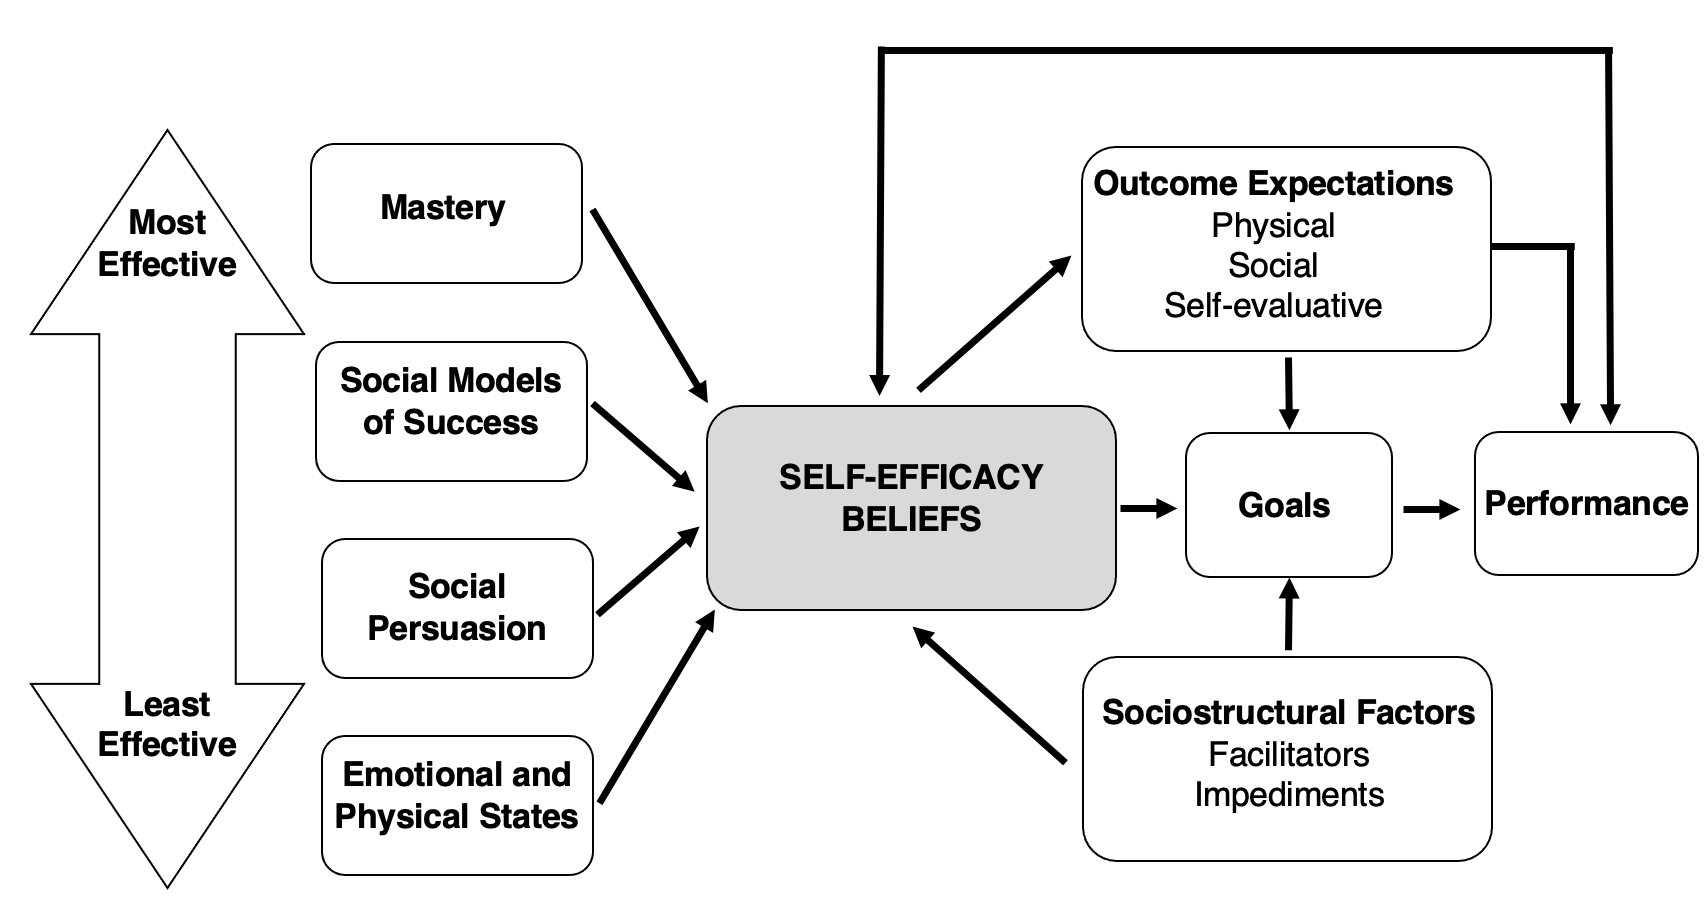 Most
Effective
Least
Effective
Mastery
Social Models
of Success
Social
Persuasion
Emotional and
Physical States
SELF-EFFICACY
BELIEFS
Outcome Expectations
Physical
Social
Self-evaluative
Goals
Performance
Sociostructural Factors
Facilitators
Impediments